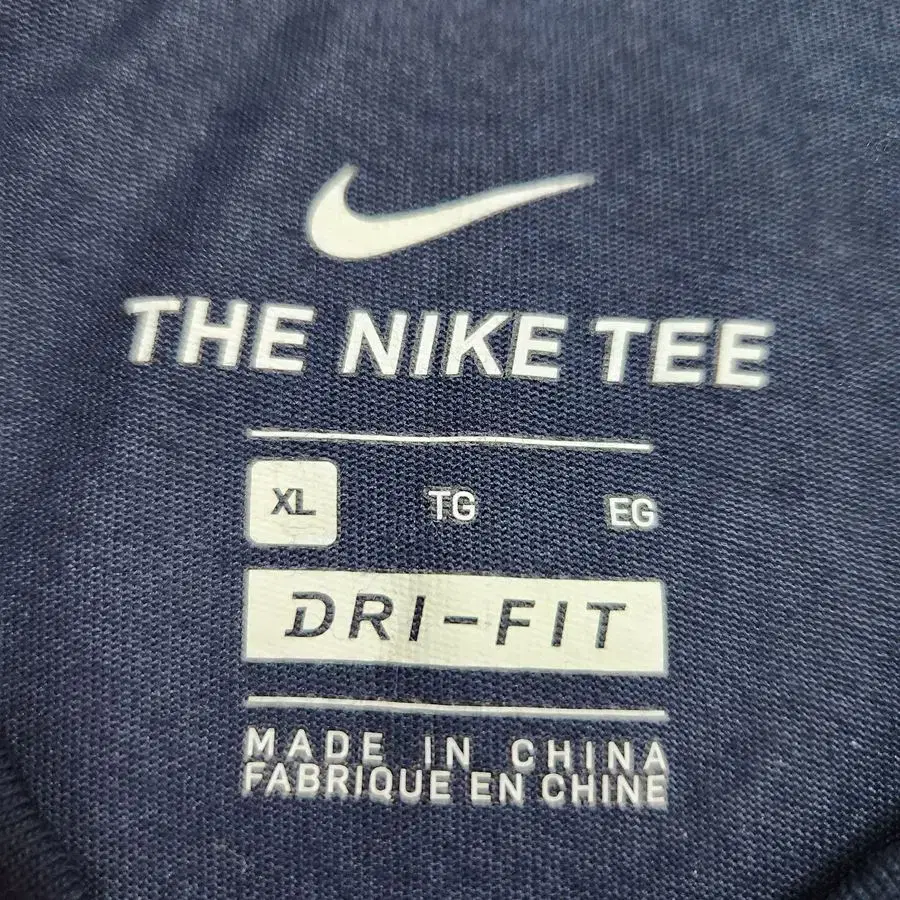 THE NIKE TEE
XL TG EG
DRI-FIT
MADE IN CHINA
FABRIQUE EN CHINE